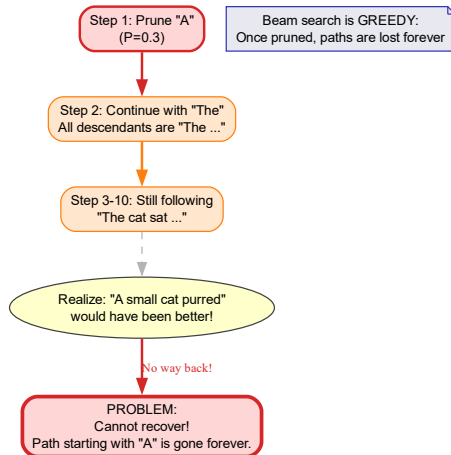 Step 1: Prune "A"
(P=0.3)
Beam search is GREEDY:
Once pruned, paths are lost forever
Step 2: Continue with "The"
All descendants are "The ..."
Step 3-10: Still following
"The cat sat ..."
Realize: "A small cat purred"
would have been better!
No way back!
PROBLEM:
Cannot recover!
Path starting with "A" is gone forever.